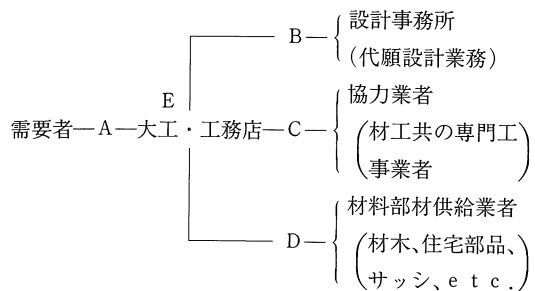 B—設計事務所
(代願設計業務)
E
協力業者
需要者—A—大工・工務店—C—
(材工共の専門工
事業者)
材料部材供給業者
D—
(材木、住宅部品、
サッシ、etc.)